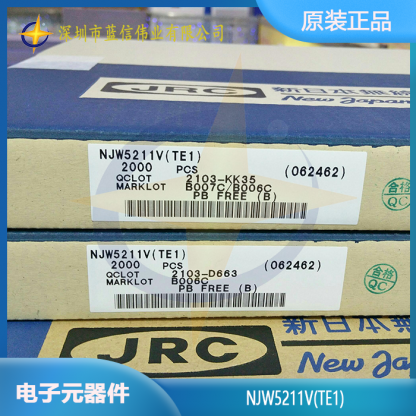 深圳市蓝信伟业有限公司
原装正品
JRC
新日本無線
New Japan
NJW5211V(TE1)
2000 PCS (062462)
QCLOT 2103-KK35
MARKLOT B007C/B006C
PB FREE (B)
合格
QC
NJW5211V(TE1)
2000 PCS (062462)
QCLOT 2103-D663
MARKLOT B006C
PB FREE (B)
合格
QC
JRC
新日本
New Japa
电子元器件
NJW5211V(TE1)